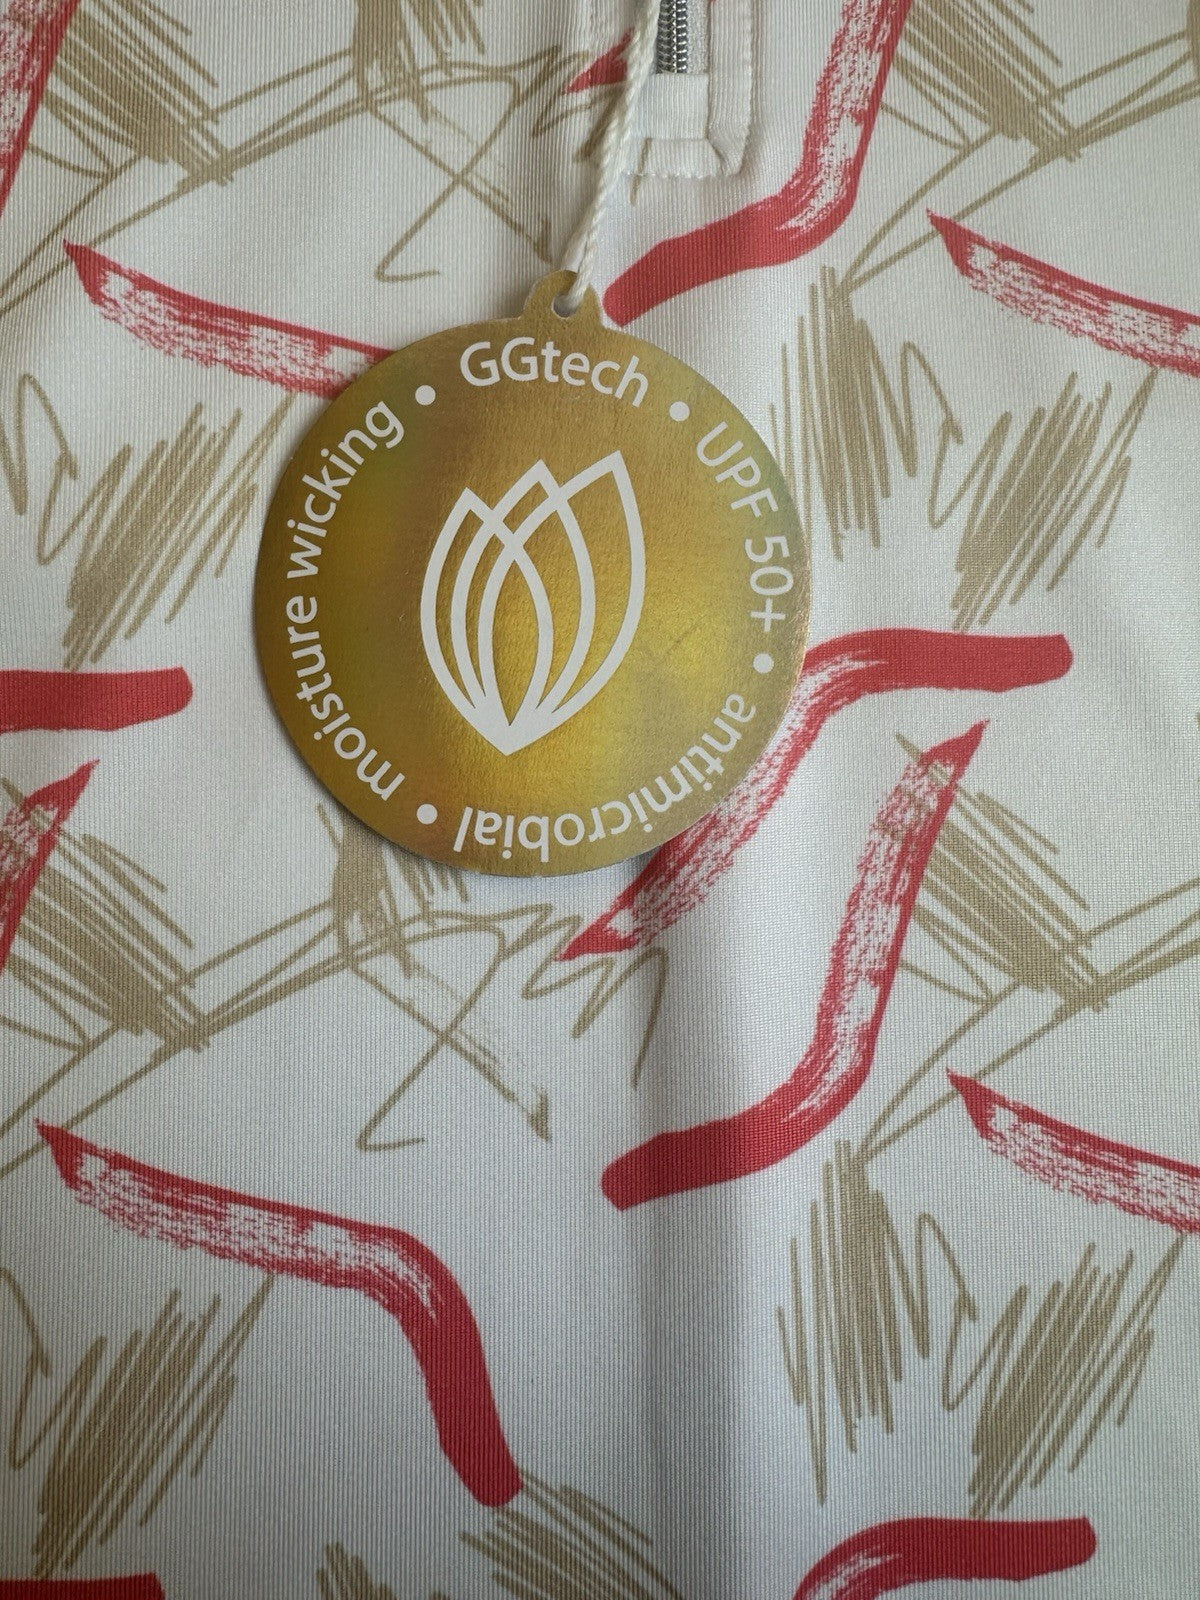 GGtech • UPF 50+ • antimicrobial • moisture wicking •